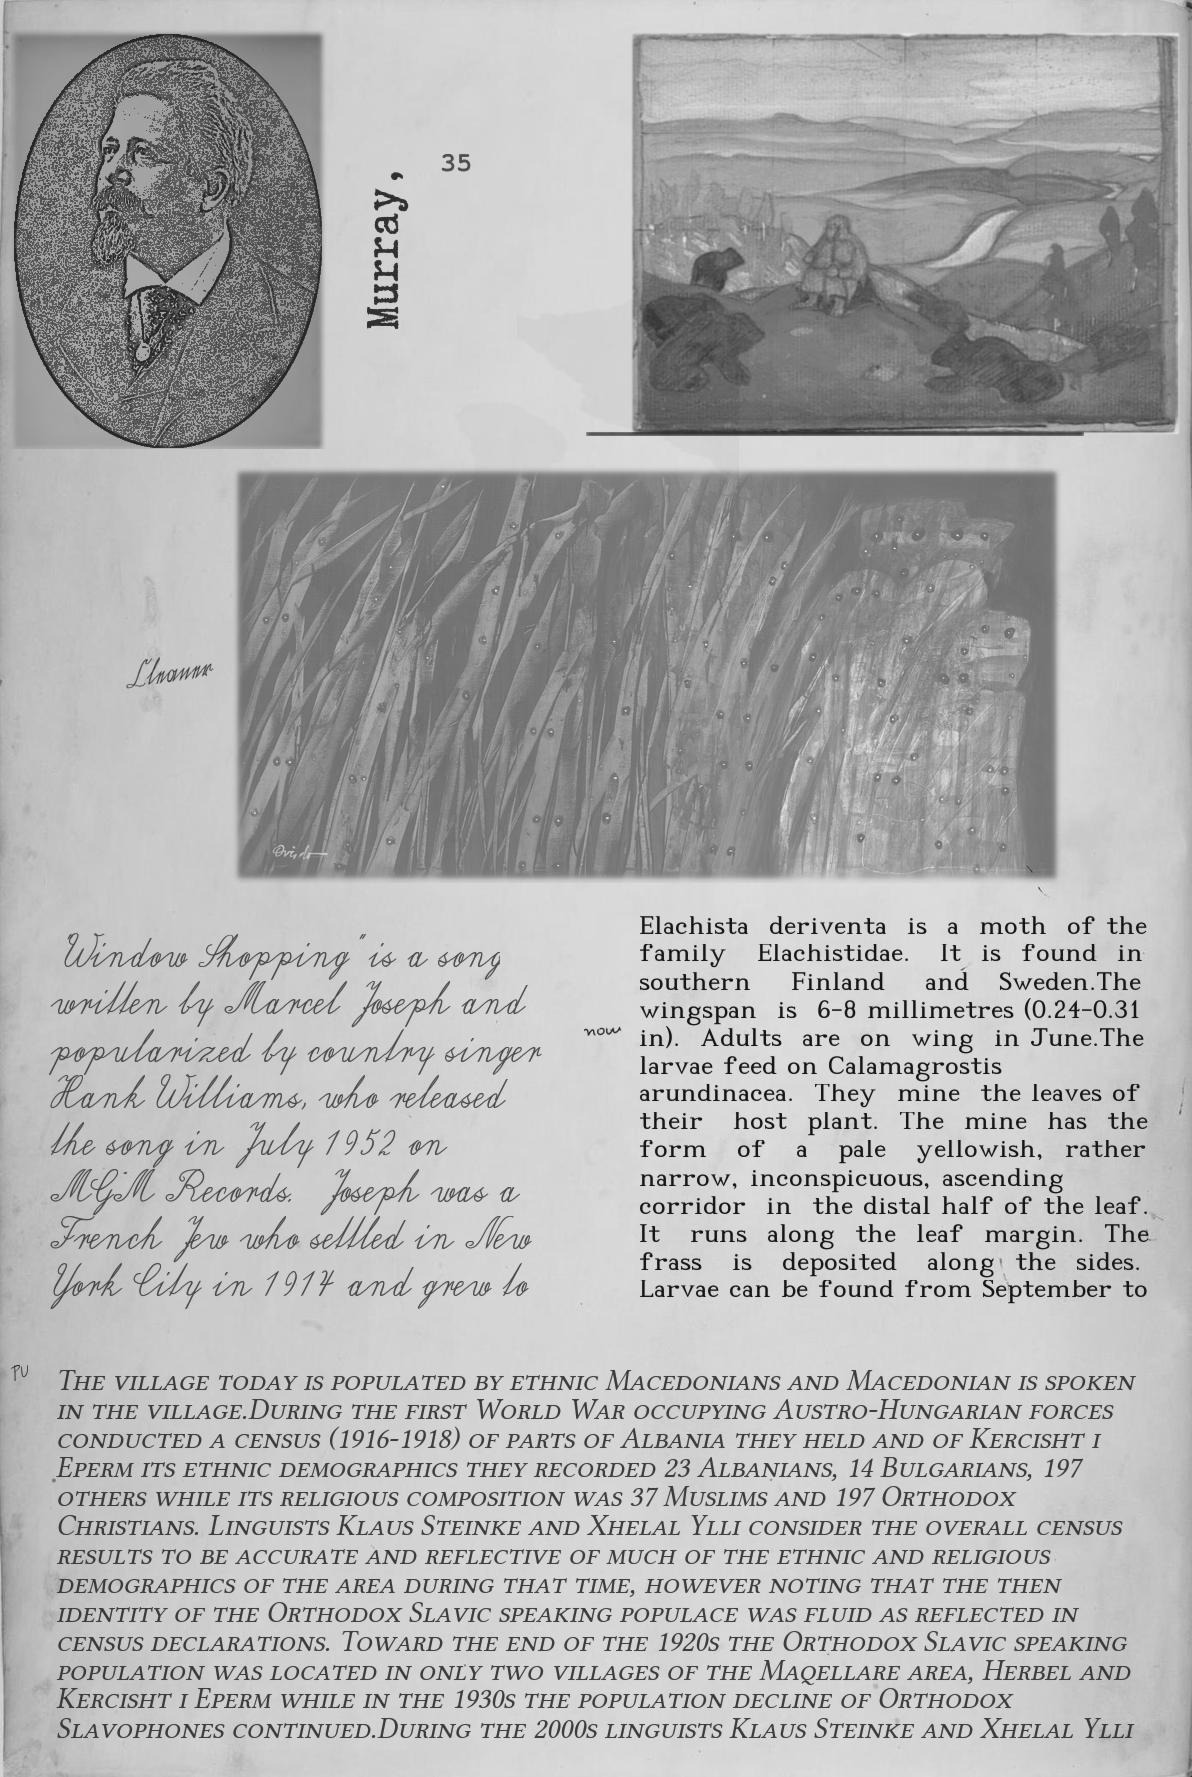 Murray,
35
Cleaner
Oviedo
"Window Shopping" is a song
written by Marcel Joseph and
popularized by country singer
Hank Williams, who released
the song in July 1952 on
MGM Records. Joseph was a
French Jew who settled in New
York City in 1914 and grew to
now
Elachista deriventa is a moth of the
family Elachistidae. It is found in
southern Finland and Sweden.The
wingspan is 6–8 millimetres (0.24–0.31
in). Adults are on wing in June.The
larvae feed on Calamagrostis
arundinacea. They mine the leaves of
their host plant. The mine has the
form of a pale yellowish, rather
narrow, inconspicuous, ascending
corridor in the distal half of the leaf.
It runs along the leaf margin. The
frass is deposited along the sides.
Larvae can be found from September to
PU
The village today is populated by ethnic Macedonians and Macedonian is spoken
in the village.During the first World War occupying Austro-Hungarian forces
conducted a census (1916-1918) of parts of Albania they held and of Kercisht i
Eperm its ethnic demographics they recorded 23 Albanians, 14 Bulgarians, 197
others while its religious composition was 37 Muslims and 197 Orthodox
Christians. Linguists Klaus Steinke and Xhelal Ylli consider the overall census
results to be accurate and reflective of much of the ethnic and religious
demographics of the area during that time, however noting that the then
identity of the Orthodox Slavic speaking populace was fluid as reflected in
census declarations. Toward the end of the 1920s the Orthodox Slavic speaking
population was located in only two villages of the Maqellare area, Herbel and
Kercisht i Eperm while in the 1930s the population decline of Orthodox
Slavophones continued.During the 2000s linguists Klaus Steinke and Xhelal Ylli